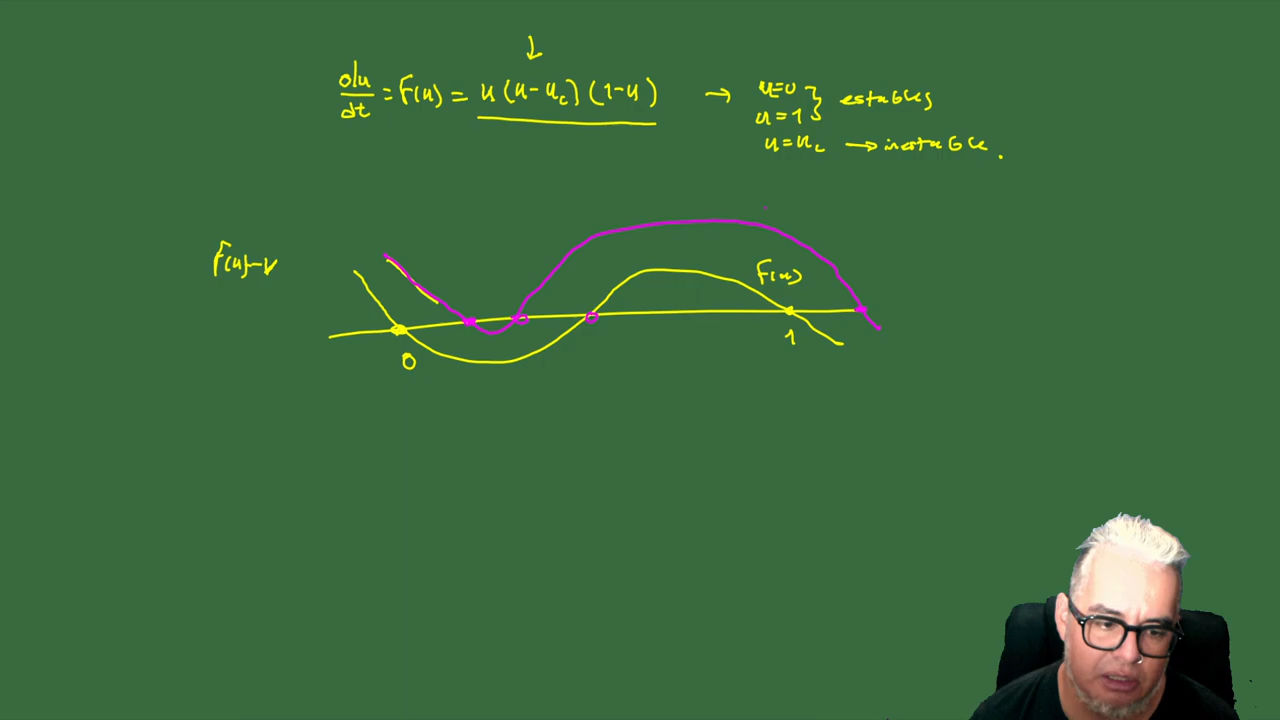 ↓
du/dt = f(u) = u(u-u_c)(1-u) → u=0 } estables
u=1
u=u_c → inestable.
f(u)-v
f(u)
0
1